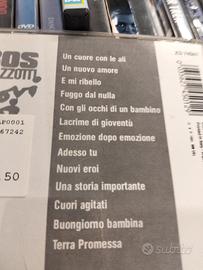 ROS
Un cuore con le ali
Un nuovo amore
E mi ribello
Fuggo dal nulla
Con gli occhi di un bambino
Lacrime di gioventù
Emozione dopo emozione
Adesso tu
Nuovi eroi
Una storia importante
Cuori agitati
Buongiorno bambina
Terra Promessa
67242
.50
Subito